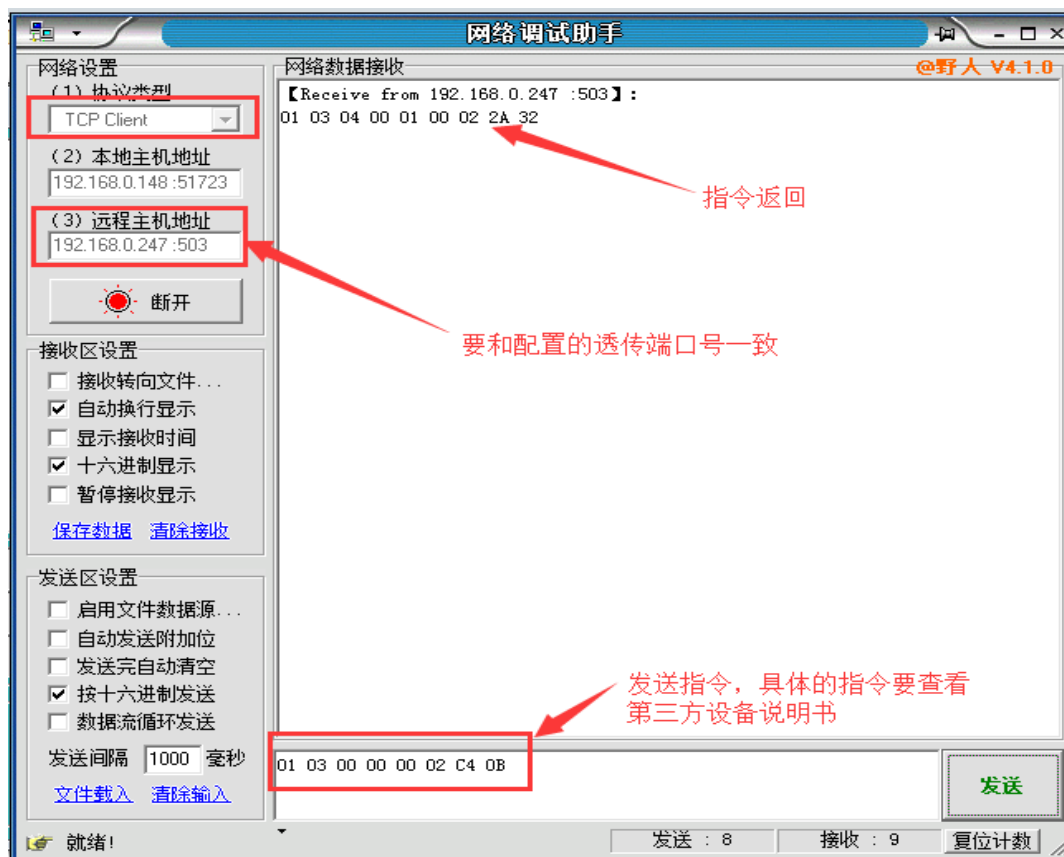 网络调试助手
网络设置
(1) 协议类型
TCP Client
(2) 本地主机地址
192.168.0.148 :51723
(3) 远程主机地址
192.168.0.247 :503
断开
接收区设置
接收转向文件...
自动换行显示
显示接收时间
十六进制显示
暂停接收显示
保存数据 清除接收
发送区设置
启用文件数据源...
自动发送附加位
发送完自动清空
按十六进制发送
数据流循环发送
发送间隔 1000 毫秒
文件载入 清除输入
网络数据接收
@野人 V4.1.0
【Receive from 192.168.0.247 :503】:
01 03 04 00 01 00 02 2A 32
指令返回
要和配置的透传端口号一致
发送指令，具体的指令要查看
第三方设备说明书
01 03 00 00 00 02 C4 0B
发送
就绪!
发送 : 8
接收 : 9
复位计数